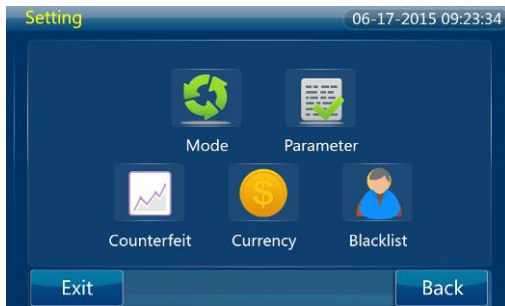 Setting 06-17-2015 09:23:34
Mode Parameter
Counterfeit Currency Blacklist
Exit Back